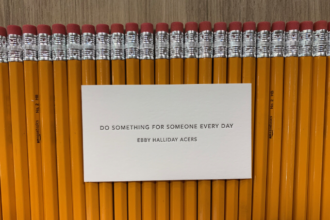 DO SOMETHING FOR SOMEONE EVERY DAY
EBBY HALLIDAY ACERS